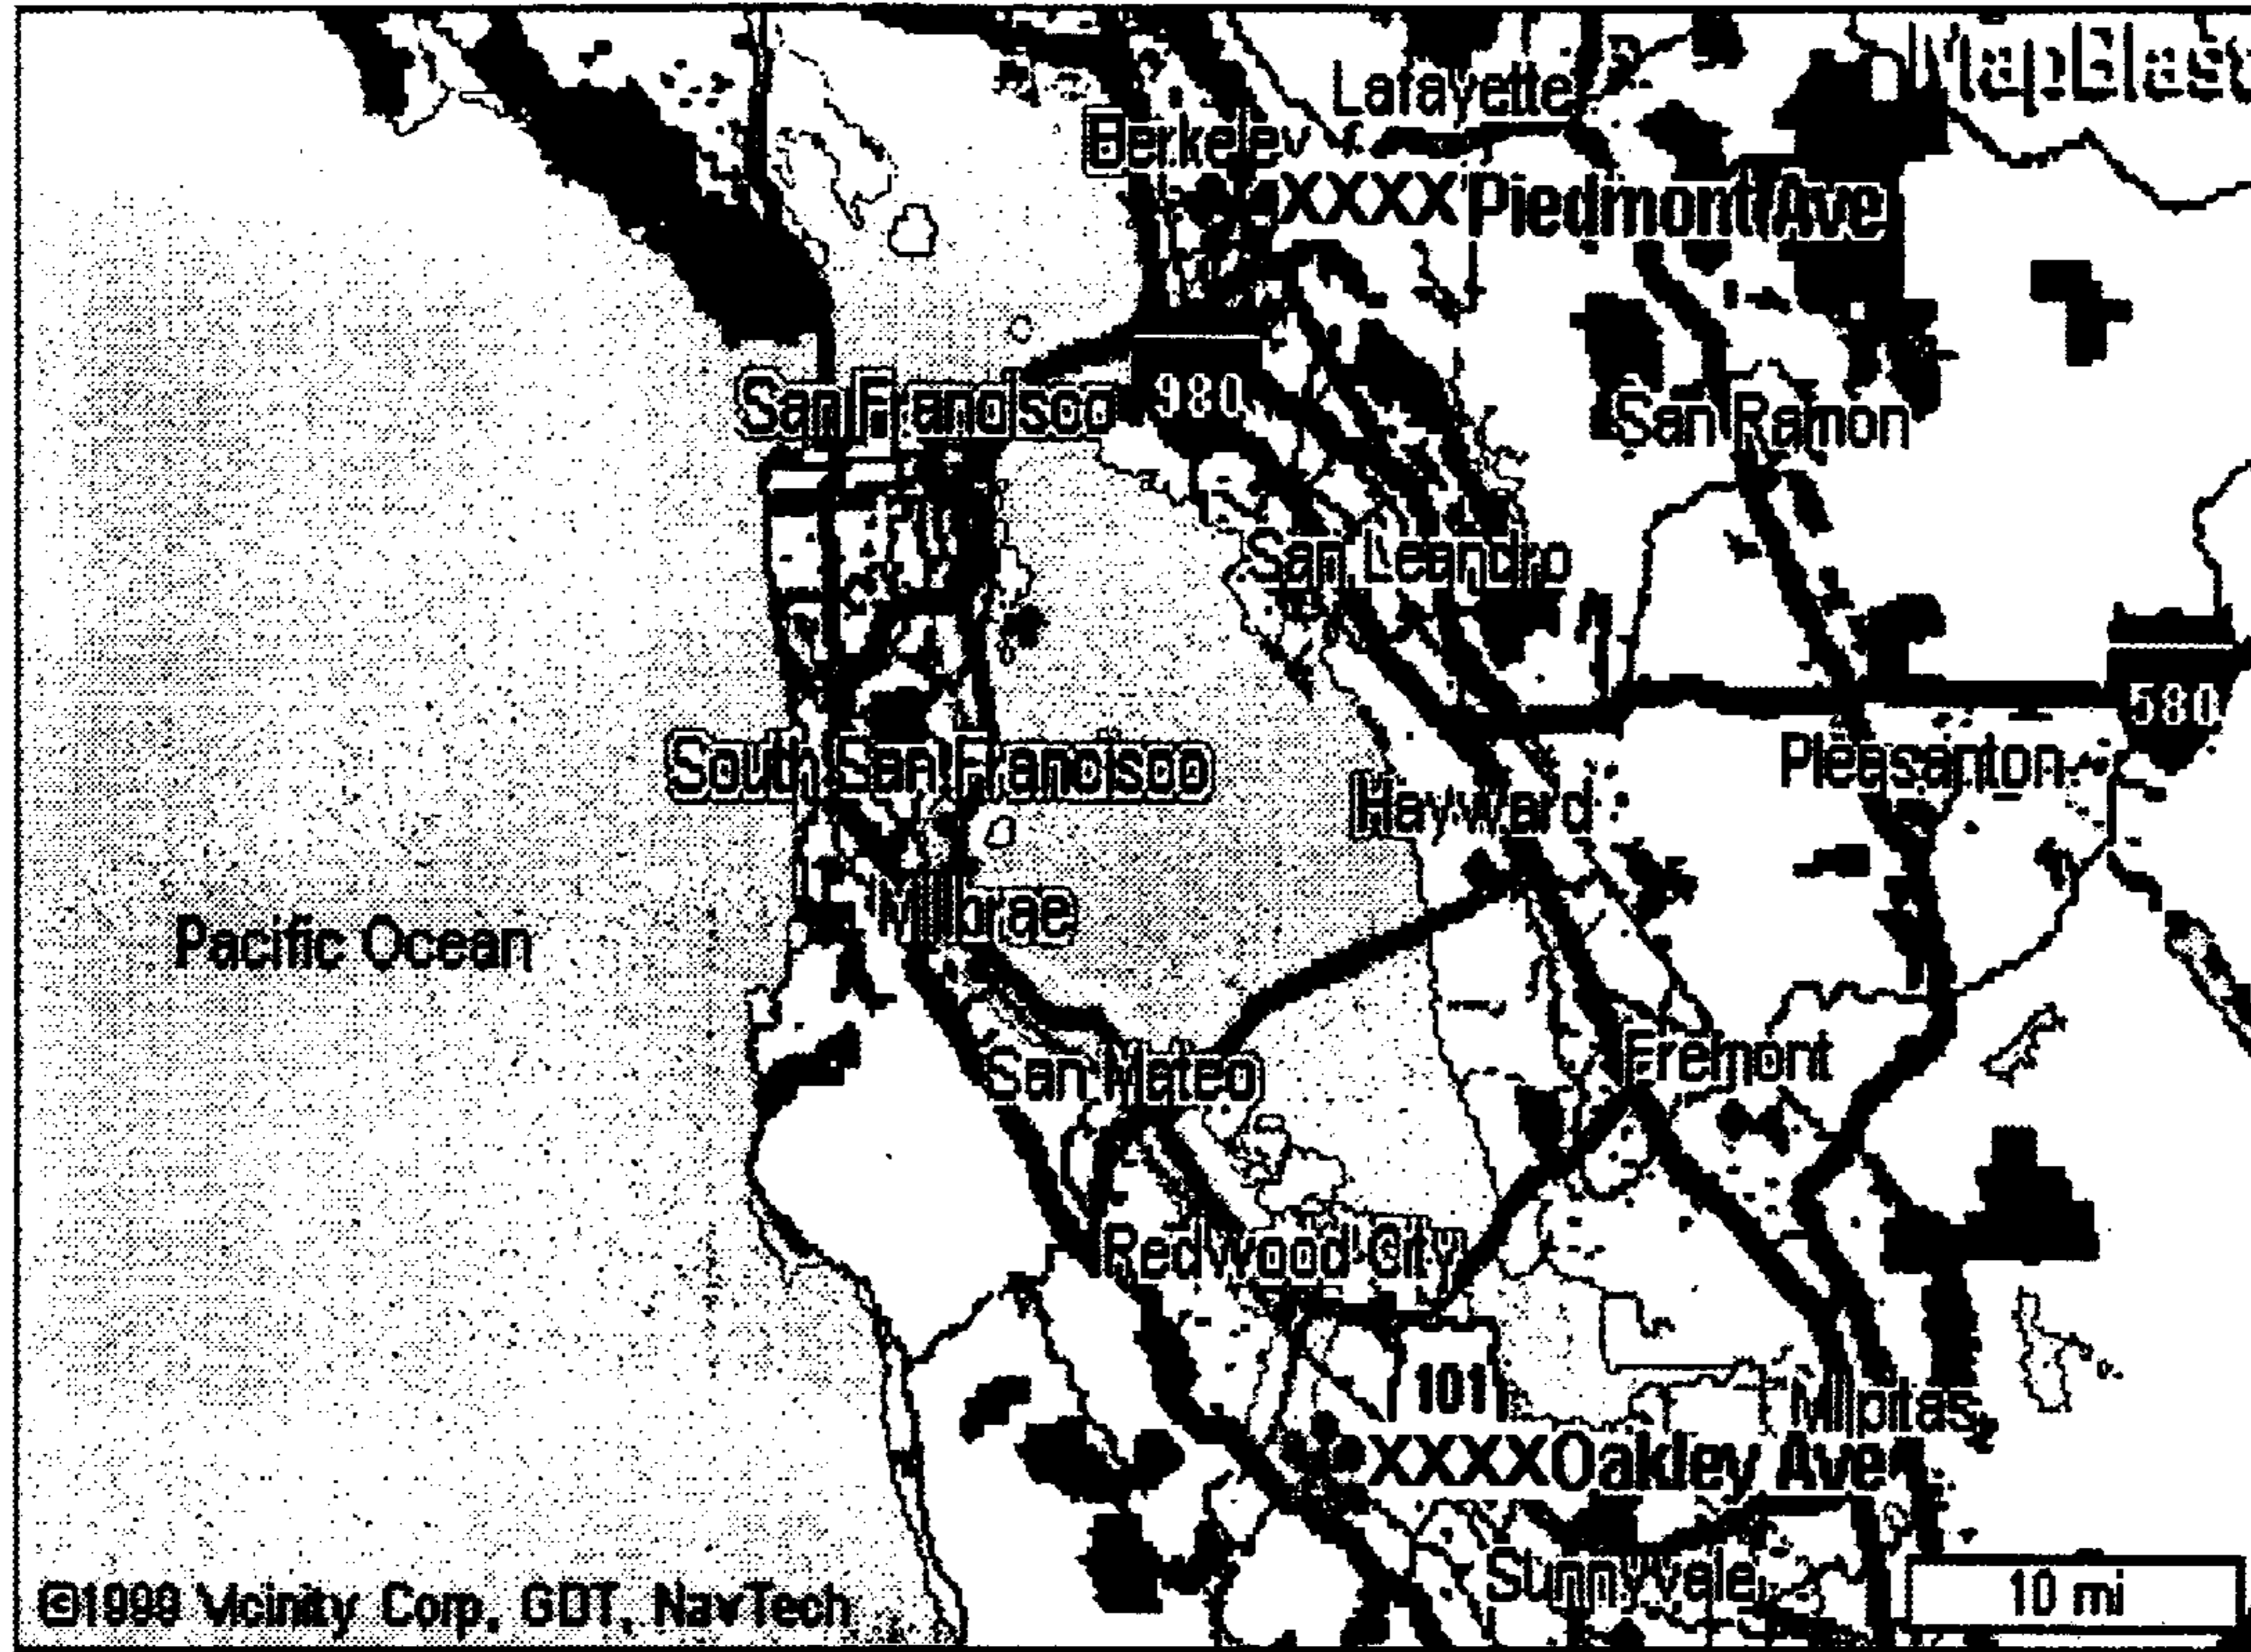 MapBlast
Lafayette
Berkeley
XXXX Piedmont Ave
San Francisco
980
San Ramon
San Leandro
580
South San Francisco
Pleasanton
Hayward
Millbrae
Pacific Ocean
San Mateo
Fremont
Redwood City
101
Milpitas
XXXX Oakley Ave
Sunnyvale
10 mi
©1999 Vicinity Corp, GDT, NavTech